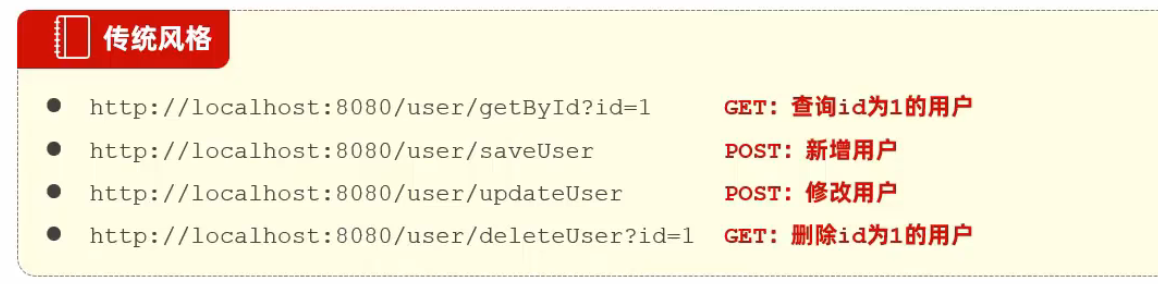 传统风格
● http://localhost:8080/user/getById?id=1 GET: 查询id为1的用户
● http://localhost:8080/user/saveUser POST: 新增用户
● http://localhost:8080/user/updateUser POST: 修改用户
● http://localhost:8080/user/deleteUser?id=1 GET: 删除id为1的用户